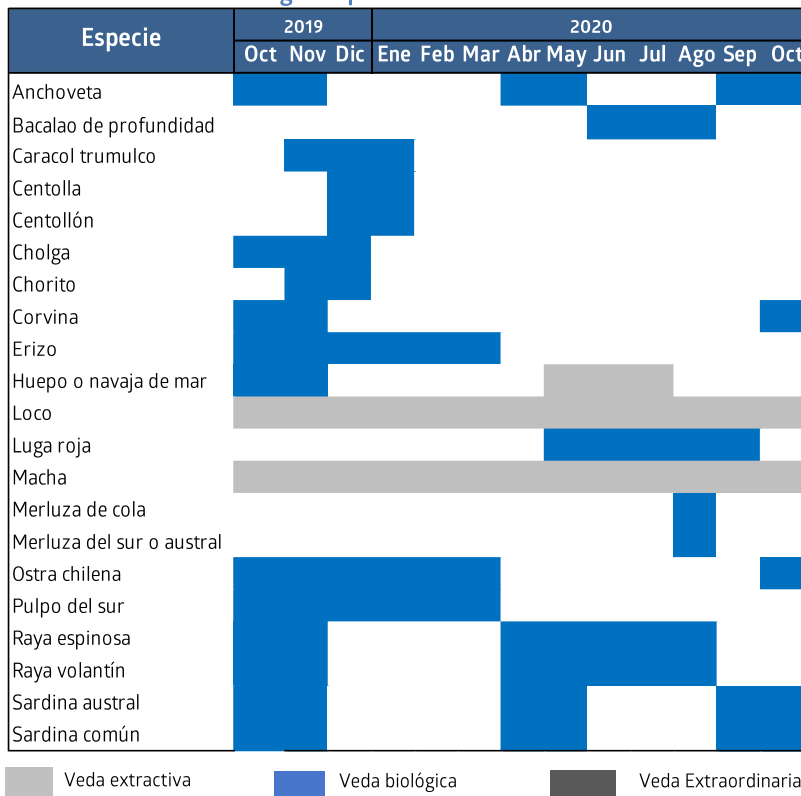 Especie
2019 2020
Oct Nov Dic Ene Feb Mar Abr May Jun Jul Ago Sep Oct
Anchoveta
Bacalao de profundidad
Caracol trumulco
Centolla
Centollón
Cholga
Chorito
Corvina
Erizo
Huepo o navaja de mar
Loco
Luga roja
Macha
Merluza de cola
Merluza del sur o austral
Ostra chilena
Pulpo del sur
Raya espinosa
Raya volantín
Sardina austral
Sardina común
Veda extractiva Veda biológica Veda Extraordinaria